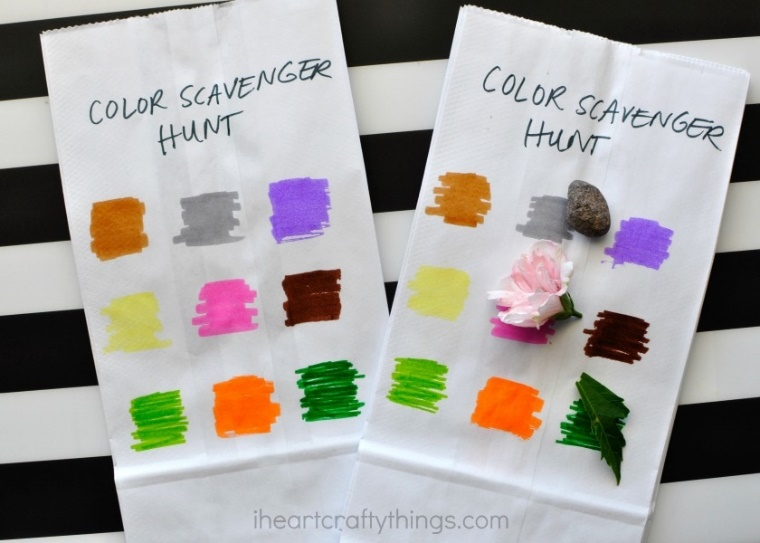 COLOR SCAVENGER
HUNT
COLOR SCAVENGER
HUNT
iheartcraftythings.com